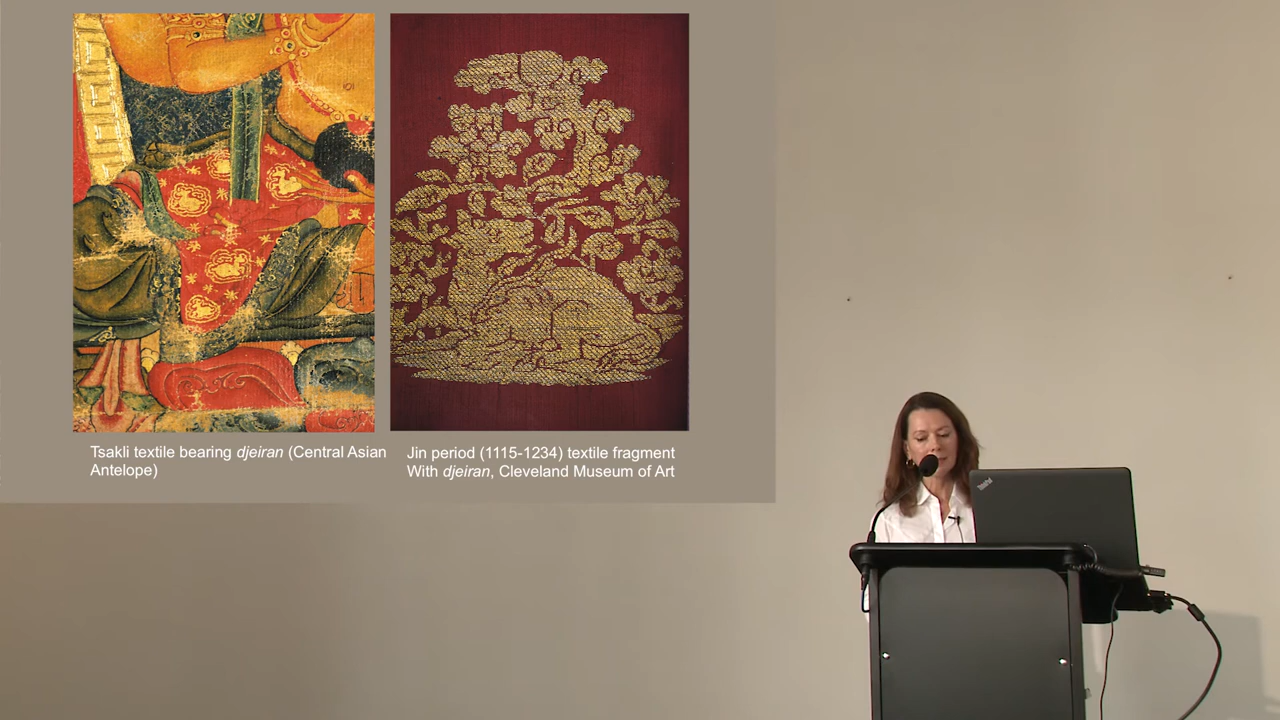 Tsakli textile bearing djeiran (Central Asian
Antelope)
Jin period (1115-1234) textile fragment
With djeiran, Cleveland Museum of Art
ThinkPad